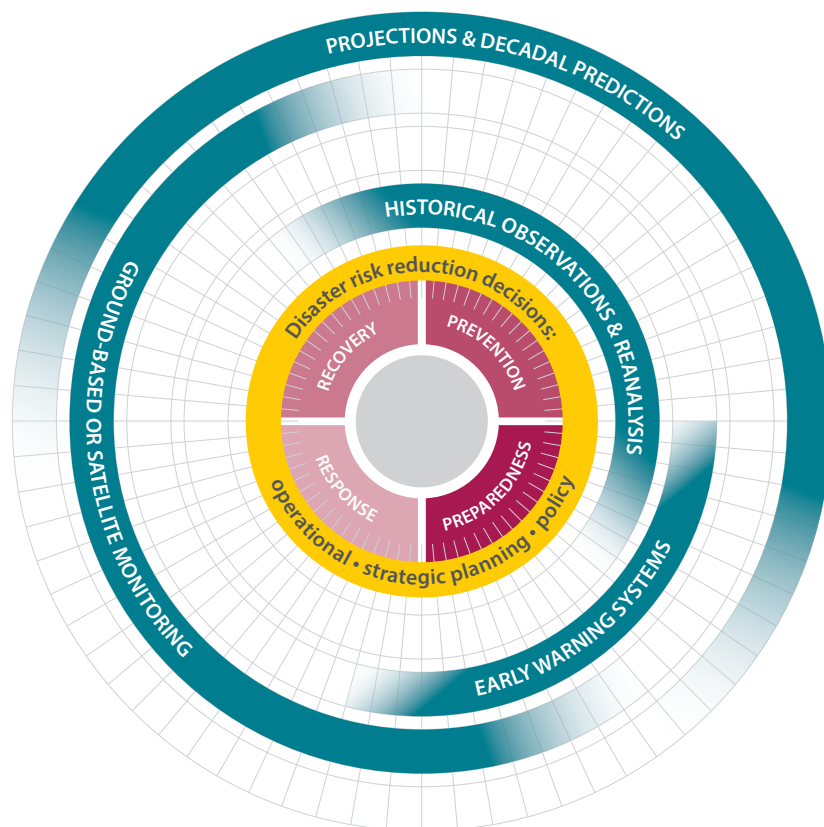 PROJECTIONS & DECADAL PREDICTIONS
GROUND-BASED OR SATELLITE MONITORING
HISTORICAL OBSERVATIONS & REANALYSIS
EARLY WARNING SYSTEMS
Disaster risk reduction decisions:
operational • strategic planning • policy
RECOVERY
PREVENTION
RESPONSE
PREPAREDNESS